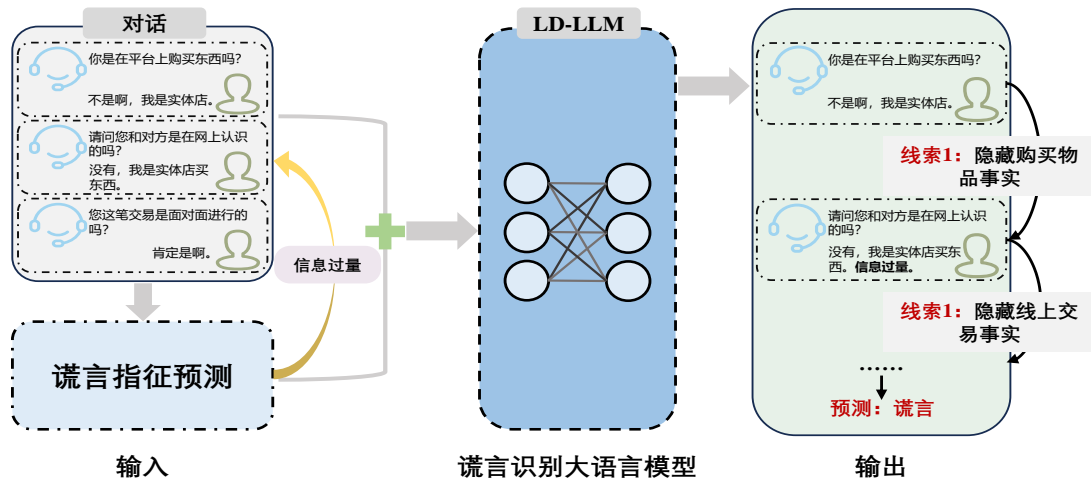 对话
你是在平台上购买东西吗?
不是啊，我是实体店。
请问您和对方是在网上认识
的吗?
没有，我是实体店买
东西。
您这笔交易是面对面进行的
吗?
肯定是啊。
信息过量
谎言指征预测
输入
LD-LLM
谎言识别大语言模型
你是在平台上购买东西吗?
不是啊，我是实体店。
线索1：隐藏购买物
品事实
请问您和对方是在网上认识
的吗?
没有，我是实体店买东
西。信息过量。
线索1：隐藏线上交
易事实
……
预测：谎言
输出